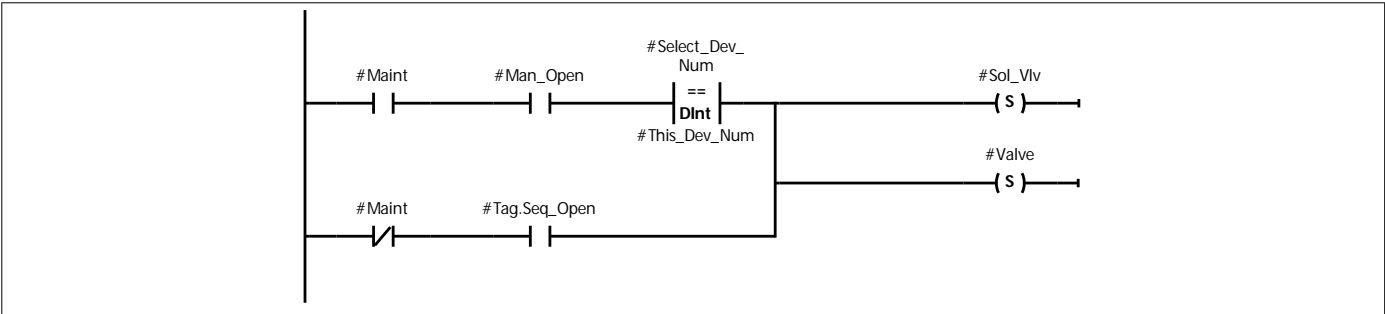 #Select_Dev_
Num
#Maint
#Man_Open
#Sol_Vlv
==
DInt
S
#This_Dev_Num
#Valve
S
#Maint
#Tag.Seq_Open